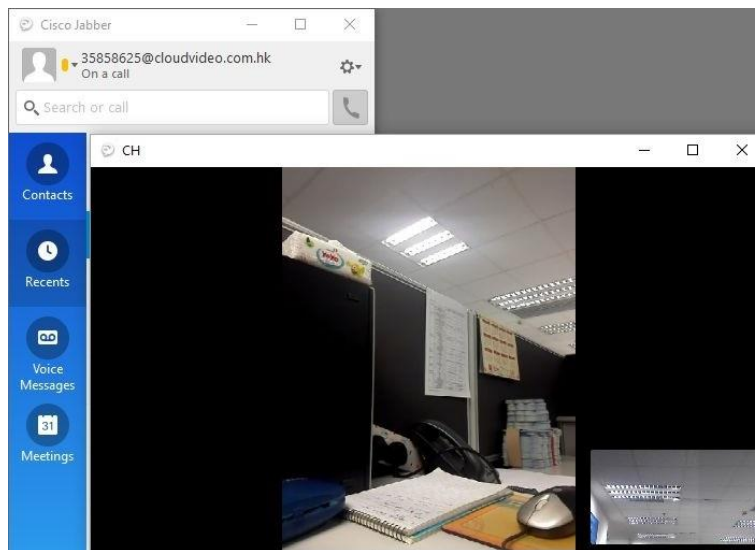 Cisco Jabber
35858625@cloudvideo.com.hk
On a call
Search or call
CH
Contacts
Recents
Voice
Messages
31
Meetings